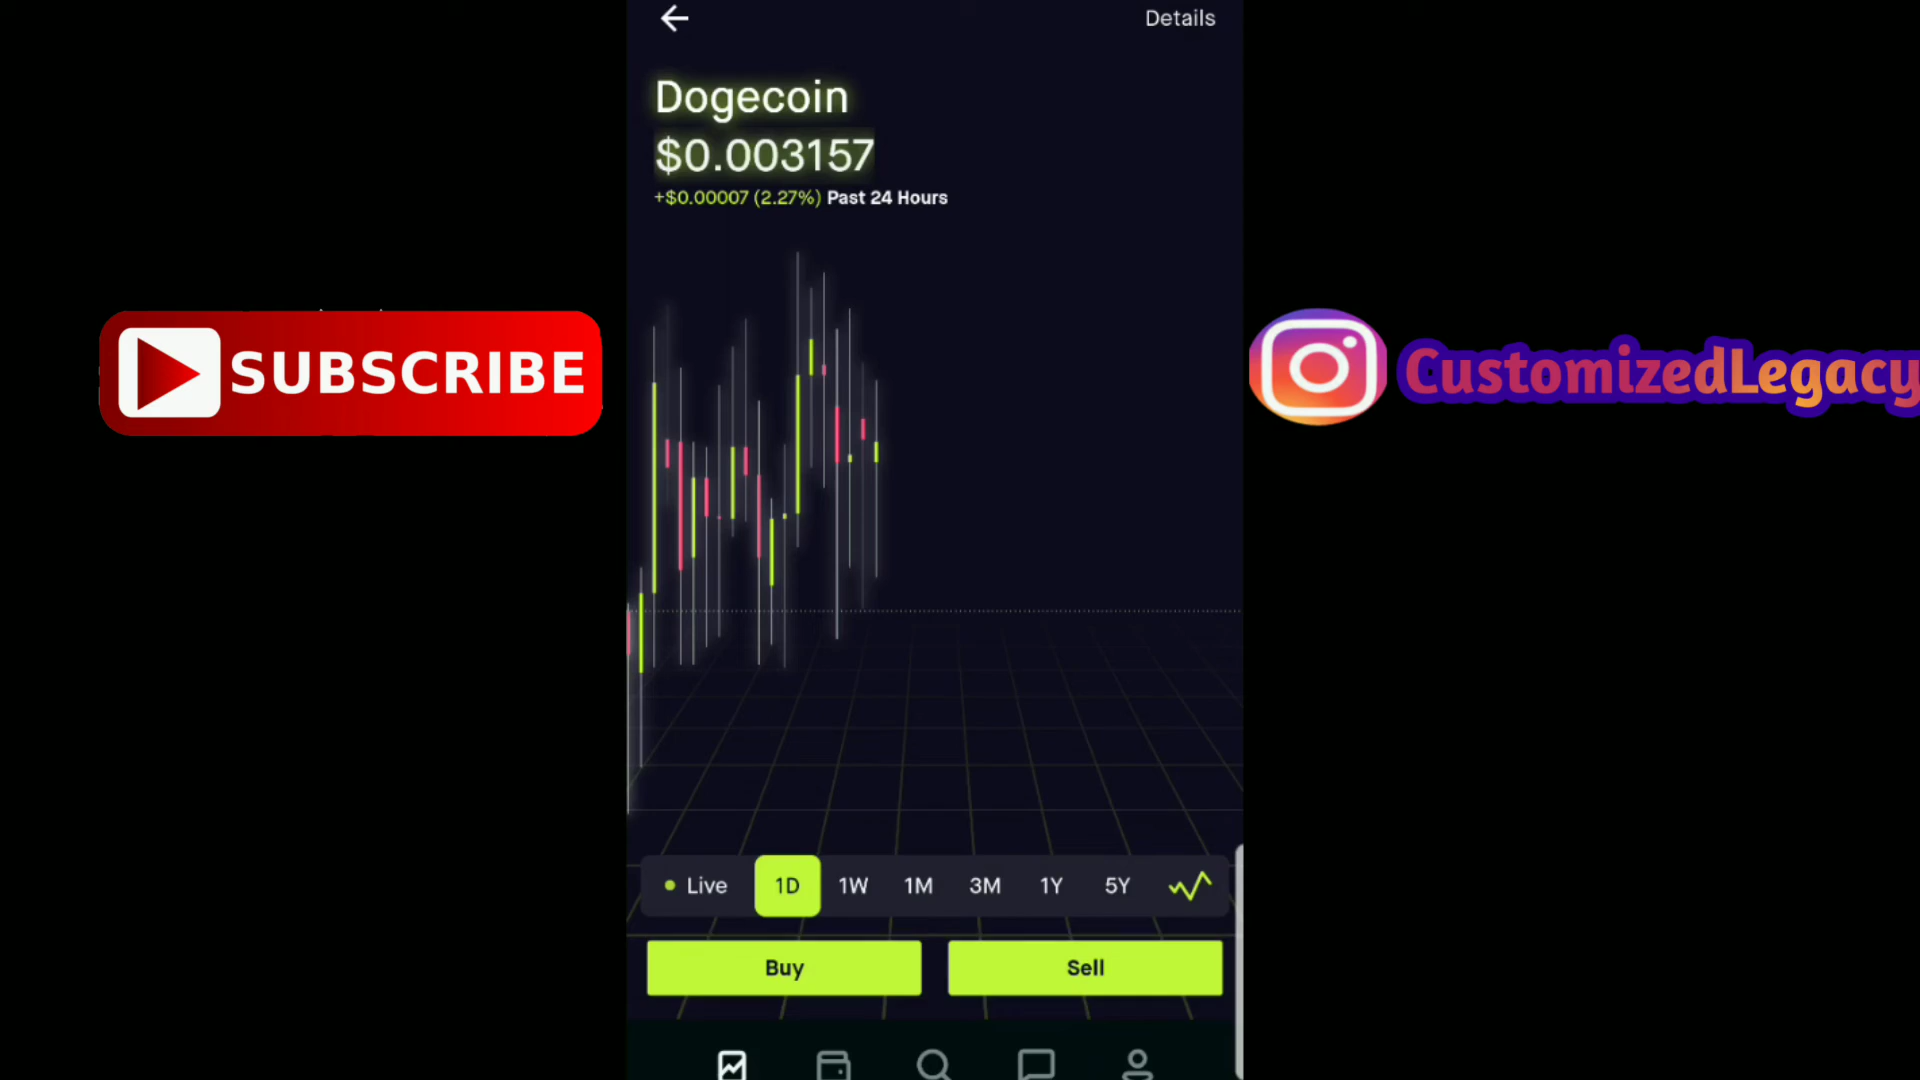 Details
Dogecoin
$0.003157
+$0.00007 (2.27%) Past 24 Hours
SUBSCRIBE
CustomizedLegacy
Live 1D 1W 1M 3M 1Y 5Y
Buy Sell